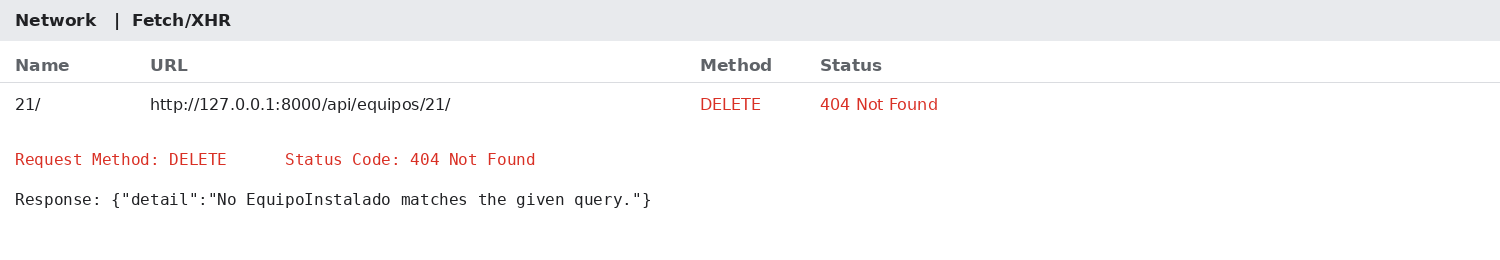 Network | Fetch/XHR
Name URL Method Status
21/ http://127.0.0.1:8000/api/equipos/21/ DELETE 404 Not Found
Request Method: DELETE Status Code: 404 Not Found
Response: {"detail":"No EquipoInstalado matches the given query."}